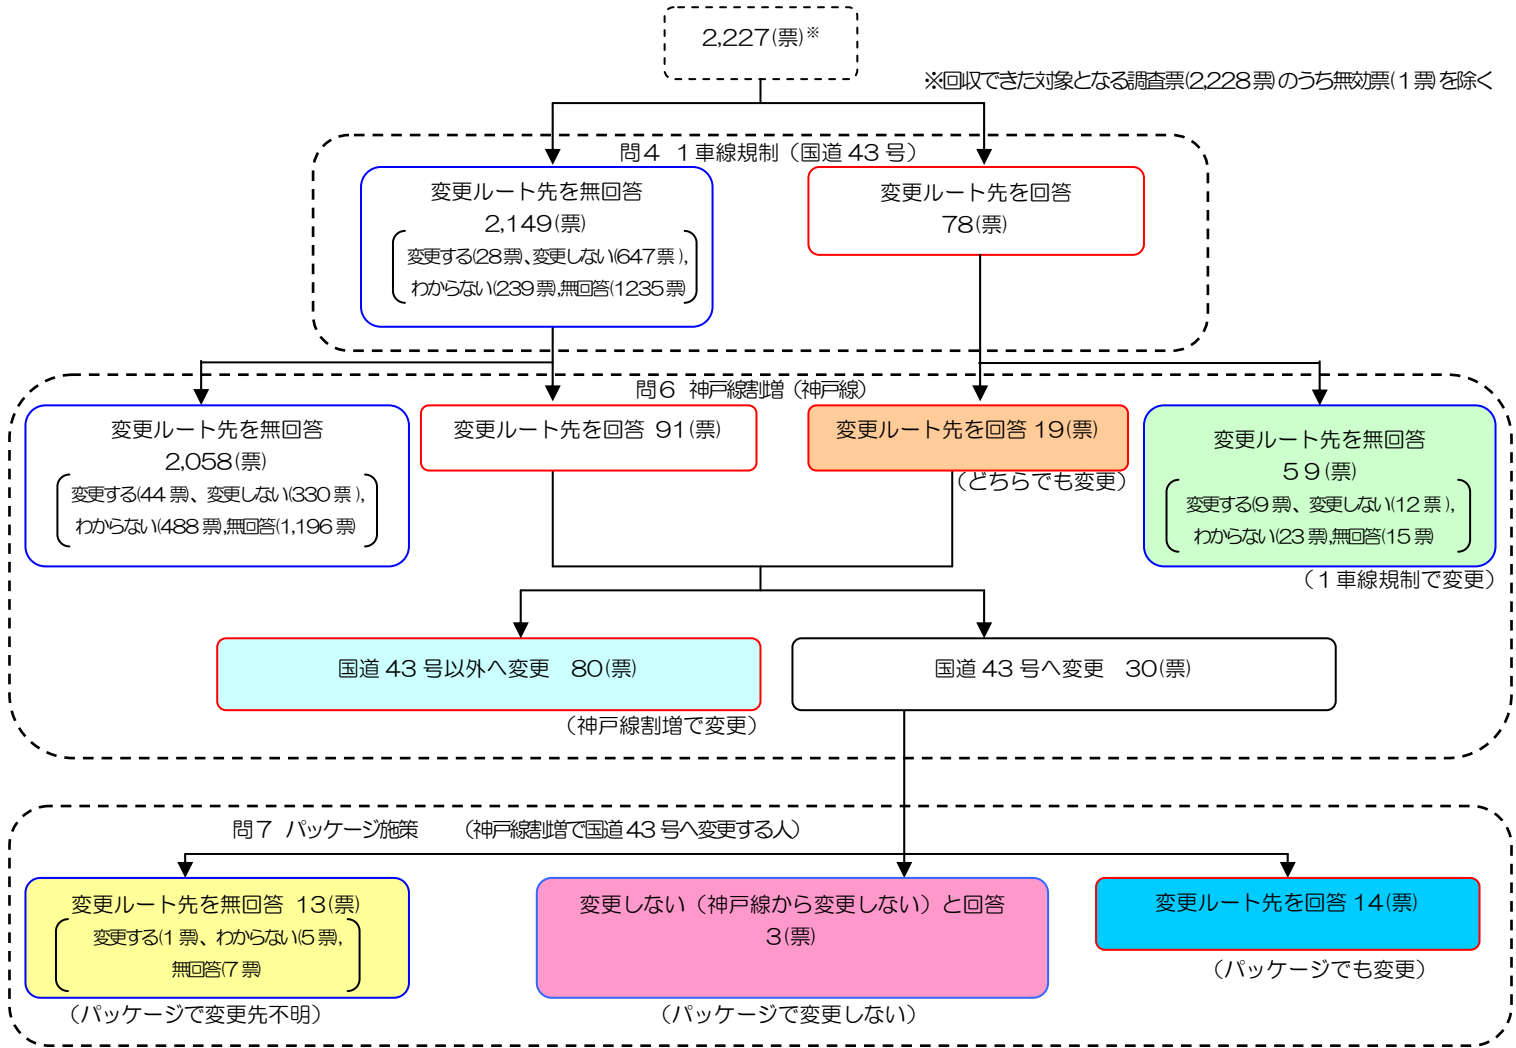 2,227(票)※
※回収できた対象となる調査票(2,228票)のうち無効票(1票)を除く
問4 1車線規制（国道43号）
変更ルート先を無回答
2,149(票)
変更する(28票)、変更しない(647票),
わからない(239票),無回答(1235票)
変更ルート先を回答
78(票)
問6 神戸線割増（神戸線）
変更ルート先を無回答
2,058(票)
変更する(44票)、変更しない(330票),
わからない(488票),無回答(1,196票)
変更ルート先を回答 91(票)
変更ルート先を回答 19(票)
（どちらでも変更）
変更ルート先を無回答
59(票)
変更する(9票)、変更しない(12票),
わからない(23票),無回答(15票)
（1車線規制で変更）
国道43号以外へ変更 80(票)
（神戸線割増で変更）
国道43号へ変更 30(票)
問7 パッケージ施策 （神戸線割増で国道43号へ変更する人）
変更ルート先を無回答 13(票)
変更する(1票)、わからない(5票),
無回答(7票)
（パッケージで変更先不明）
変更しない（神戸線から変更しない）と回答
3(票)
（パッケージで変更しない）
変更ルート先を回答 14(票)
（パッケージでも変更）